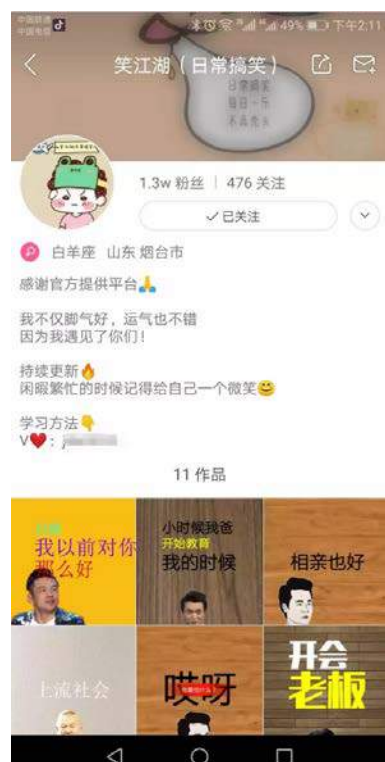 中国联通
中国电信
49% 下午2:11
笑江湖（日常搞笑）
日常搞笑
每日一乐
1.3w 粉丝 | 476 关注
✓已关注
白羊座 山东 烟台市
感谢官方提供平台🙏
我不仅脚气好，运气也不错
因为我遇见了你们！
持续更新🔥
闲暇繁忙的时候记得给自己一个微笑😄
学习方法👇
V❤️：
11 作品
我以前对你
那么好
小时候我爸
开始教育
我的时候
相亲也好
上流社会
哎呀
开会
老板